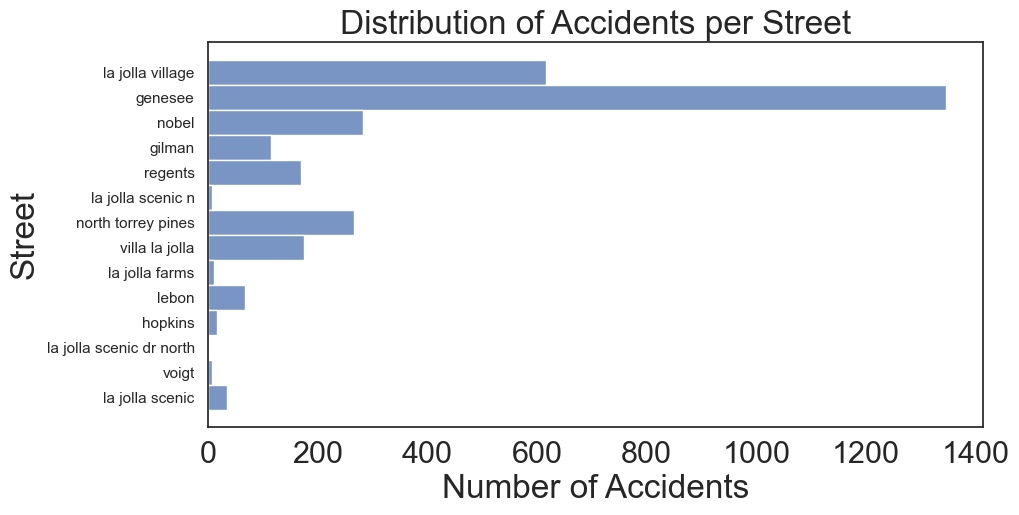 Distribution of Accidents per Street
Street
la jolla village
genesee
nobel
gilman
regents
la jolla scenic n
north torrey pines
villa la jolla
la jolla farms
lebon
hopkins
la jolla scenic dr north
voigt
la jolla scenic
0 200 400 600 800 1000 1200 1400
Number of Accidents